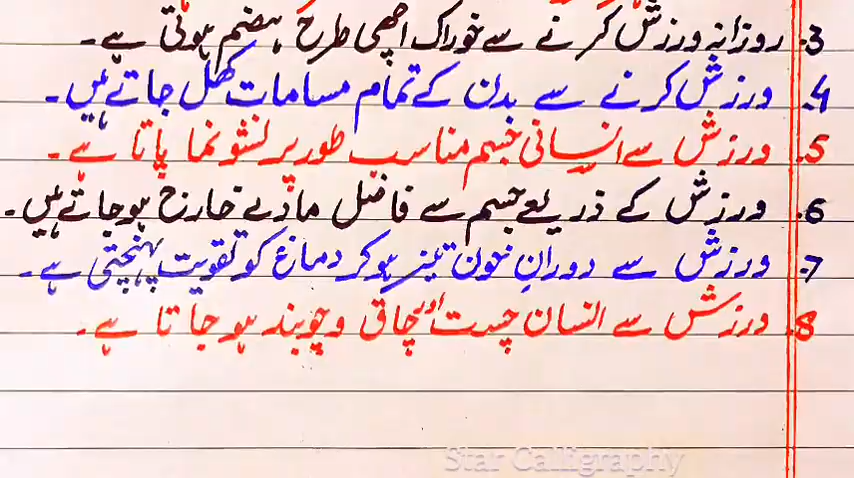 3. روزانہ ورزش کرنے سے خوراک اچھی طرح ہضم ہوتی ہے۔
4. ورزش کرنے سے بدن کے تمام مسامات کھل جاتے ہیں۔
5. ورزش سے انسانی جسم مناسب طور پر نشوونما پاتا ہے۔
6. ورزش کے ذریعے جسم سے فاضل مادے خارج ہو جاتے ہیں۔
7. ورزش سے دورانِ خون تیز ہو کر دماغ کو تقویت پہنچتی ہے۔
8. ورزش سے انسان چست اور چاق و چوبند ہو جاتا ہے۔
Star Calligraphy